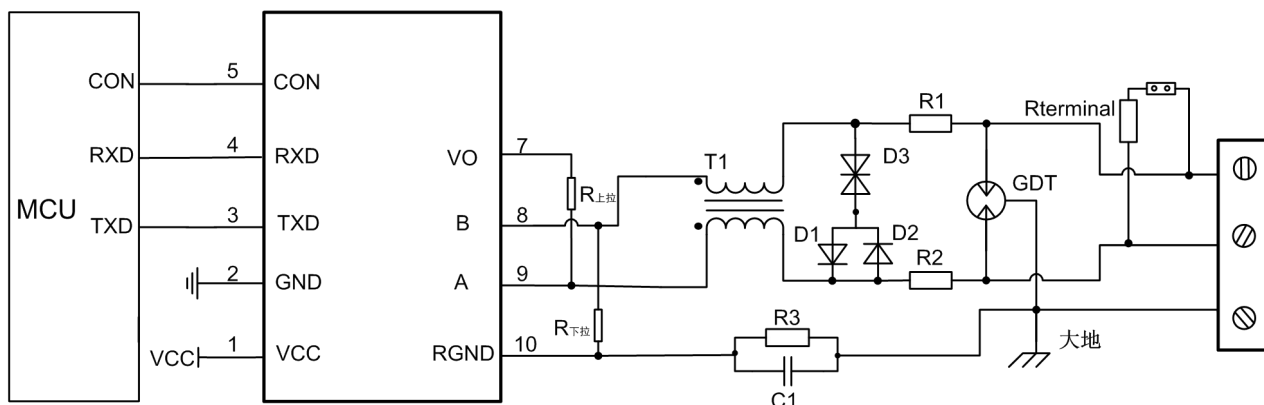 MCU
CON
RXD
TXD
5
4
3
2
1
VCC
CON
RXD
TXD
GND
VCC
VO
B
A
RGND
7
8
9
10
R上拉
R下拉
T1
D3
D1
D2
R1
R2
GDT
Rterminal
R3
C1
大地